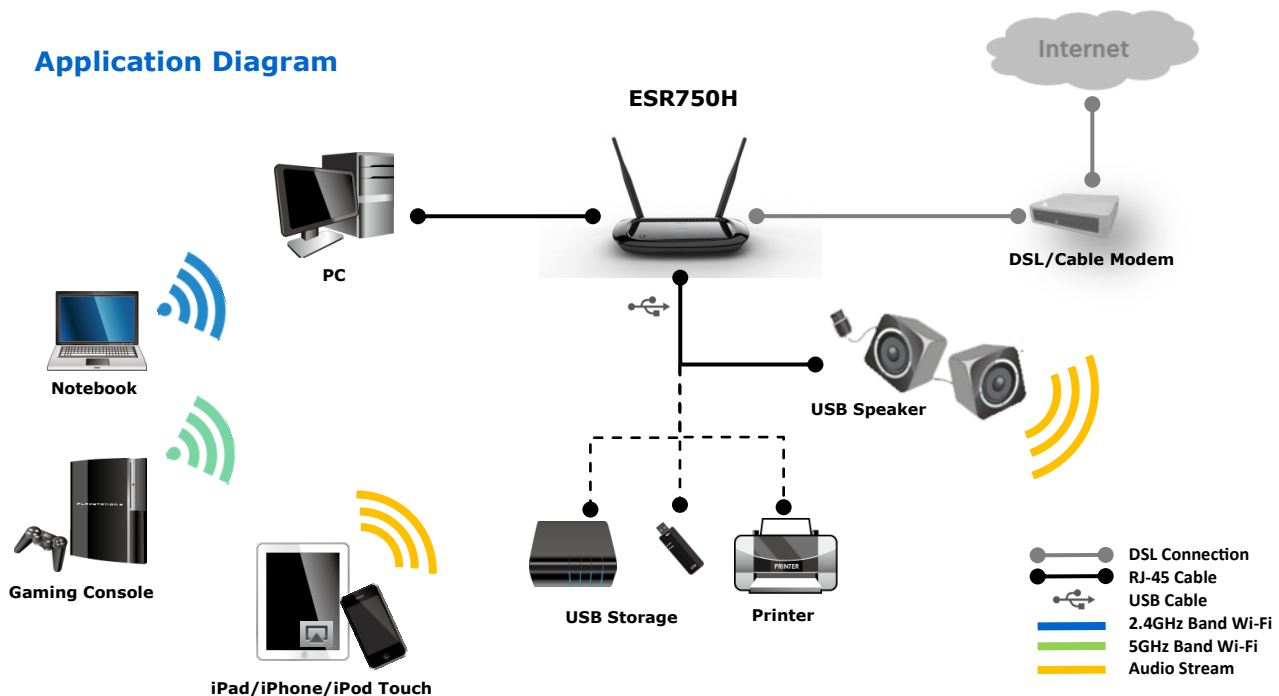 Application Diagram
Internet
ESR750H
PC
DSL/Cable Modem
Notebook
USB Speaker
PLAYSTATION 3
Gaming Console
PRINTER
USB Storage
Printer
iPad/iPhone/iPod Touch
DSL Connection
RJ-45 Cable
USB Cable
2.4GHz Band Wi-Fi
5GHz Band Wi-Fi
Audio Stream